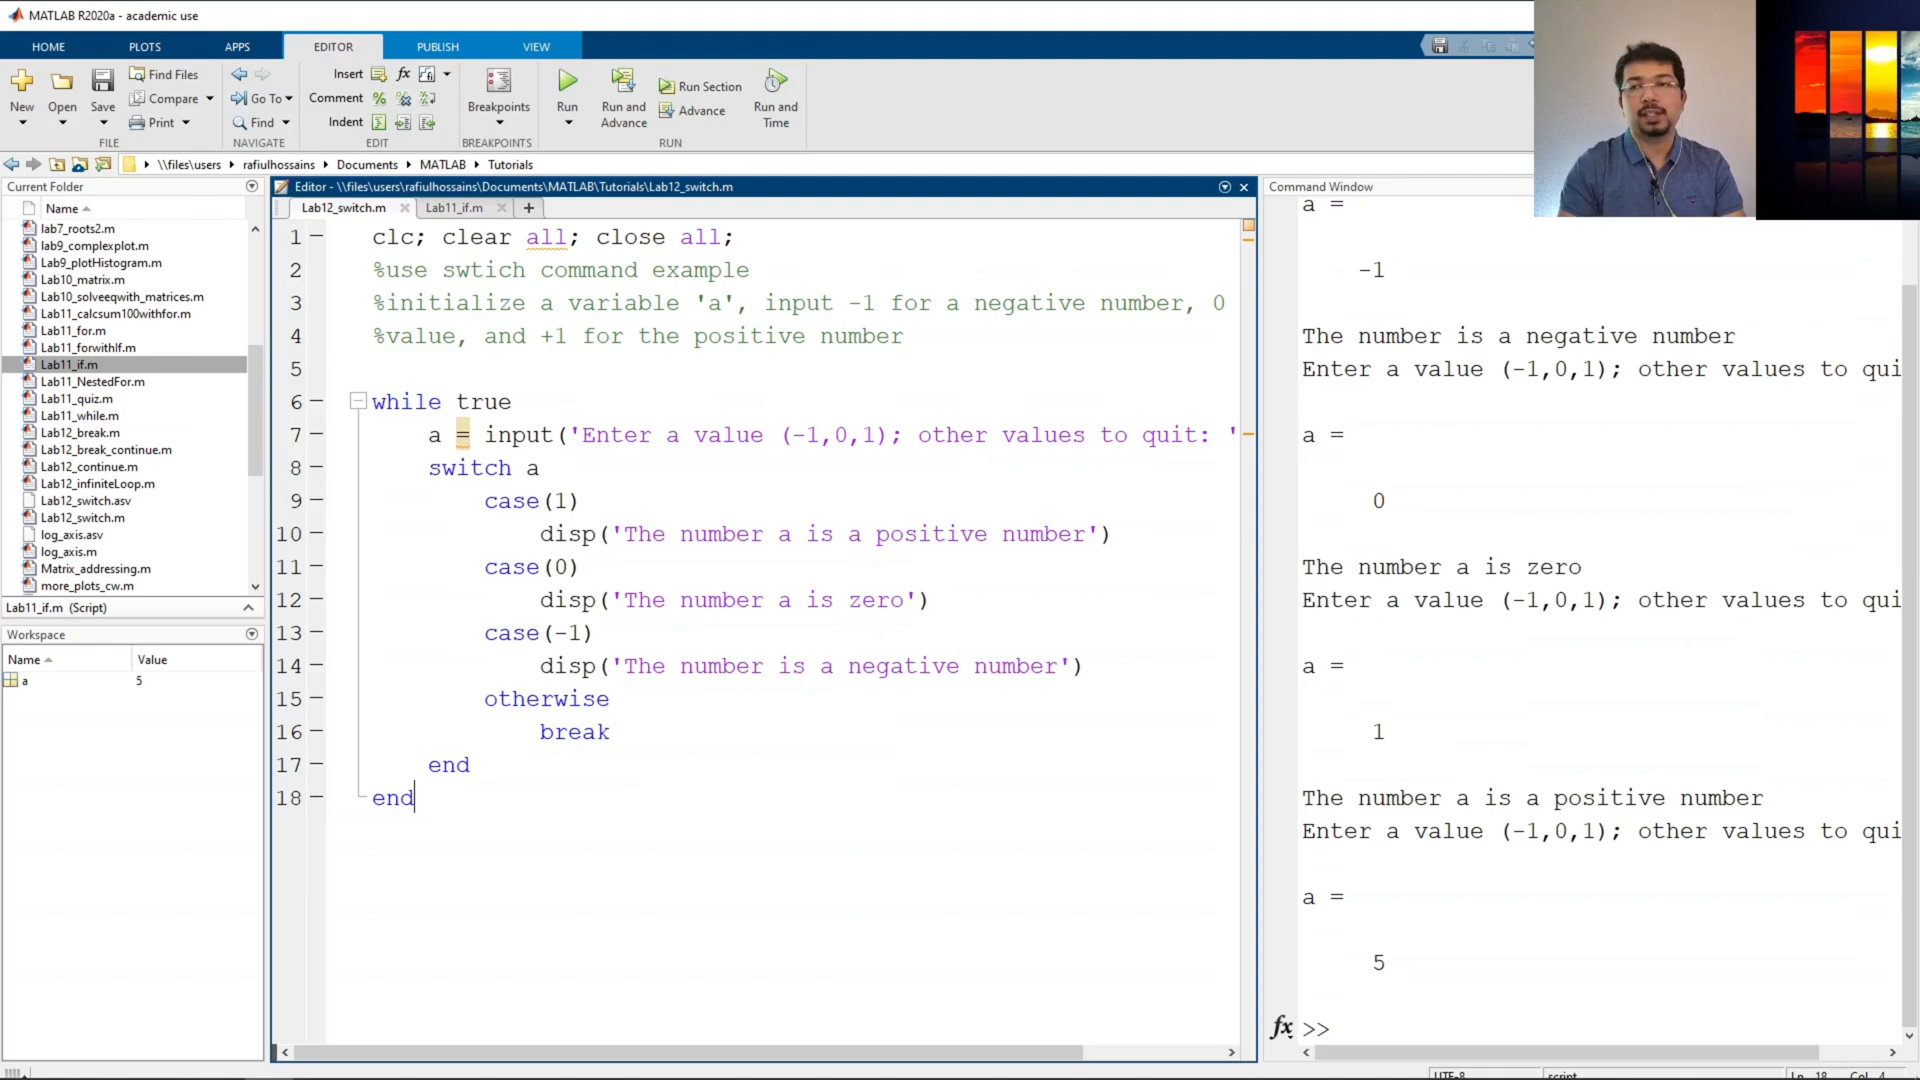 MATLAB R2020a - academic use
HOME PLOTS APPS EDITOR PUBLISH VIEW
New Open Save Find Files Compare Print
FILE
Go To Find
NAVIGATE
Insert fx
Comment
Indent
EDIT
Breakpoints
BREAKPOINTS
Run
Run and Advance
Run Section
Advance
Run and Time
RUN
\\files\users rafiulhossains Documents MATLAB Tutorials
Current Folder
Name
lab7_roots2.m
lab9_complexplot.m
Lab9_plotHistogram.m
Lab10_matrix.m
Lab10_solveeqwith_matrices.m
Lab11_calcsum100withfor.m
Lab11_for.m
Lab11_forwithIf.m
Lab11_if.m
Lab11_NestedFor.m
Lab11_quiz.m
Lab11_while.m
Lab12_break.m
Lab12_break_continue.m
Lab12_continue.m
Lab12_infiniteLoop.m
Lab12_switch.asv
Lab12_switch.m
log_axis.asv
log_axis.m
Matrix_addressing.m
more_plots_cw.m
Lab11_if.m (Script)
Workspace
Name Value
a 5
Editor - \\files\users\rafiulhossains\Documents\MATLAB\Tutorials\Lab12_switch.m
Lab12_switch.m Lab11_if.m
1 clc; clear all; close all;
2 %use swtich command example
3 %initialize a variable 'a', input -1 for a negative number, 0
4 %value, and +1 for the positive number
5
6 while true
7 a = input('Enter a value (-1,0,1); other values to quit: '
8 switch a
9 case(1)
10 disp('The number a is a positive number')
11 case(0)
12 disp('The number a is zero')
13 case(-1)
14 disp('The number is a negative number')
15 otherwise
16 break
17 end
18 end
Command Window
a =
-1
The number is a negative number
Enter a value (-1,0,1); other values to qui
a =
0
The number a is zero
Enter a value (-1,0,1); other values to qui
a =
1
The number a is a positive number
Enter a value (-1,0,1); other values to qui
a =
5
fx >>
UTF-8 script Ln 18 Col 4